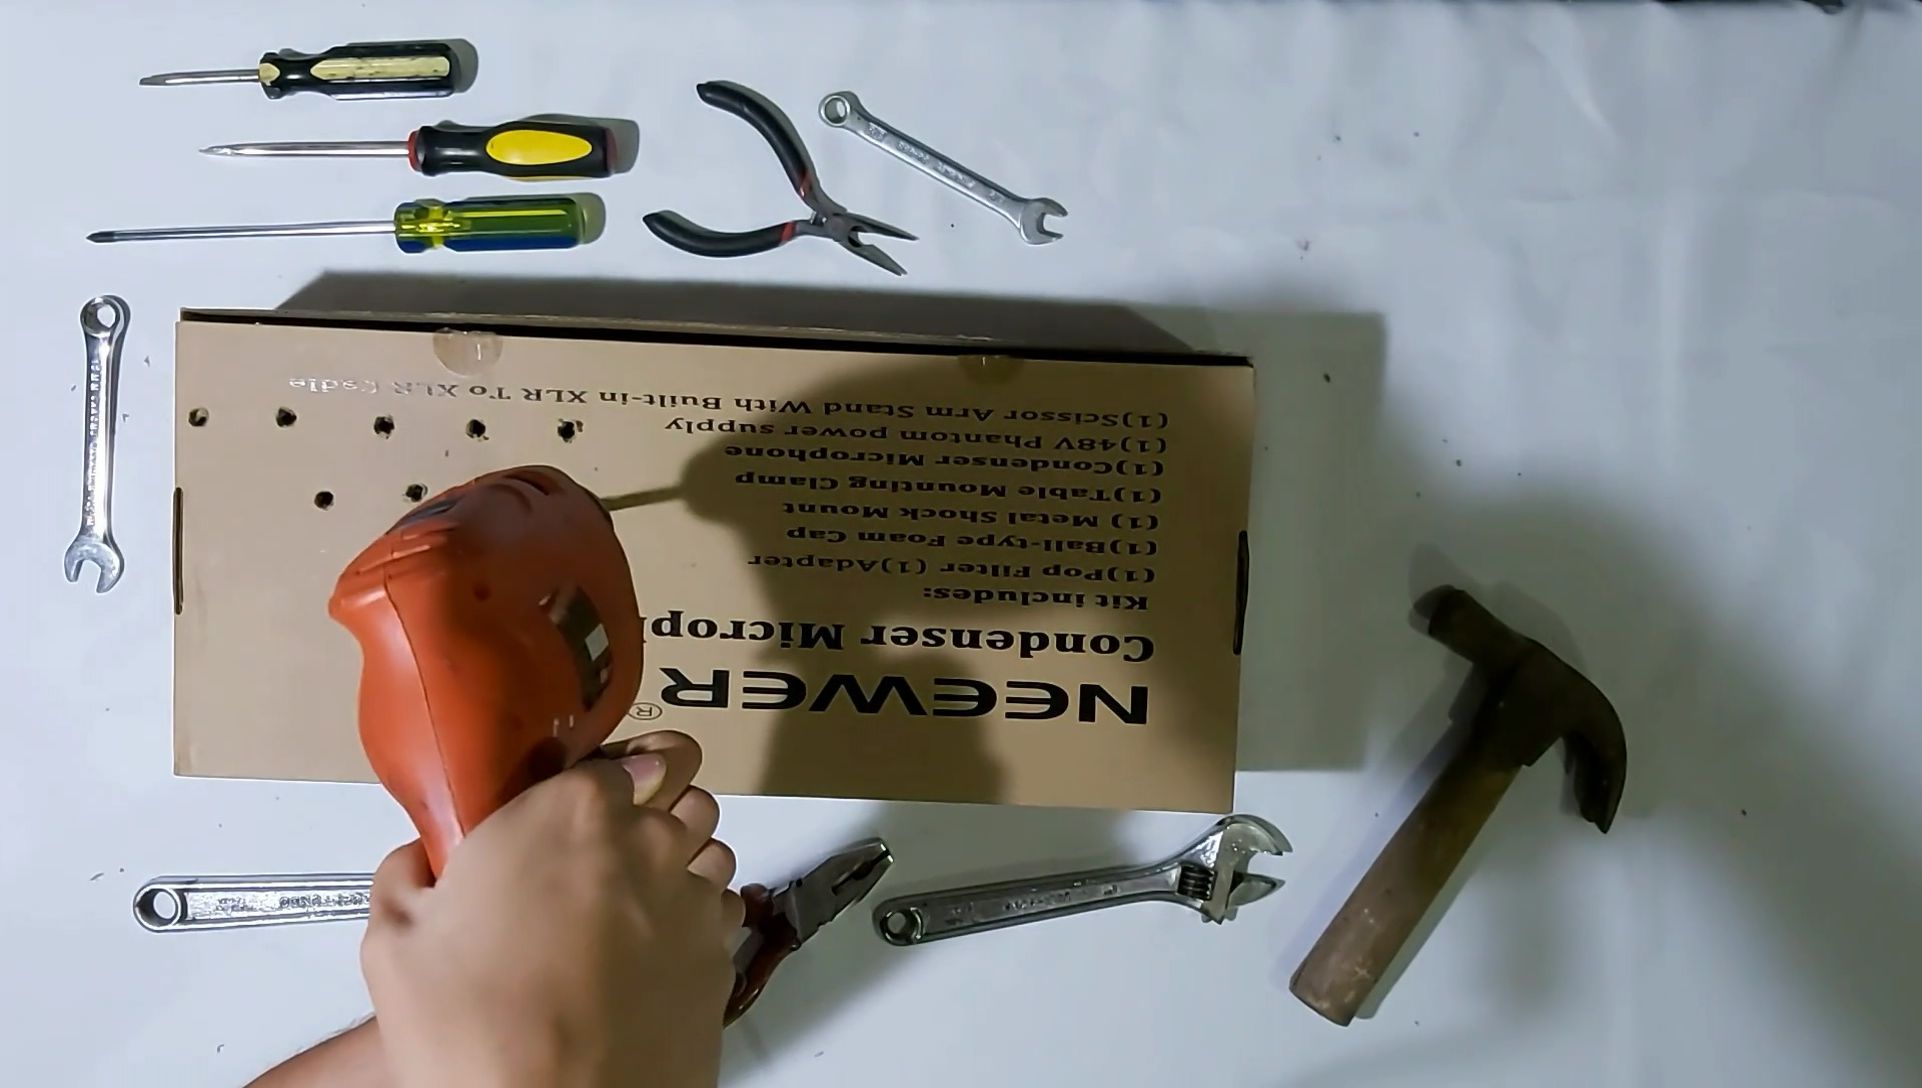 NEEWER®
Condenser Microp
Kit includes:
(1)Pop Filter (1)Adapter
(1)Ball-type Foam Cap
(1) Metal Shock Mount
(1)Table Mounting Clamp
(1)Condenser Microphone
(1)48V Phantom power supply
(1)Scissor Arm Stand With Built-in XLR To XLR Cable